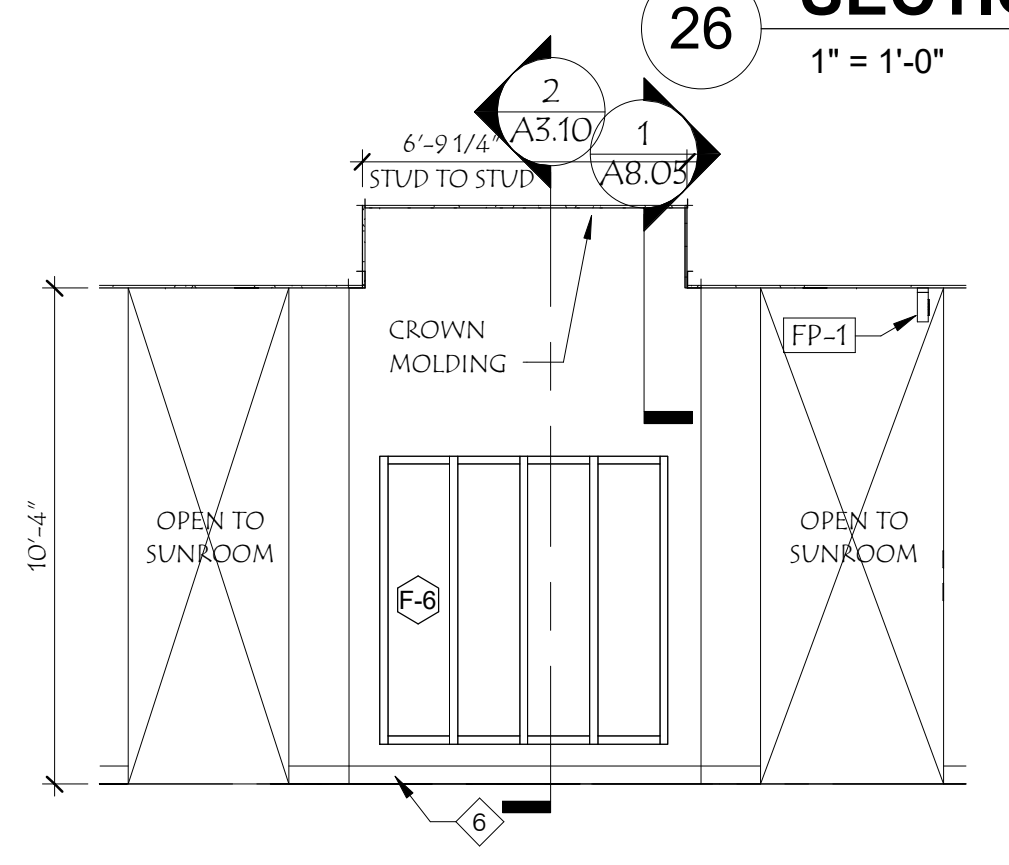 SECTIO
26
1" = 1'-0"
2
A3.10
1
A8.05
6'-9 1/4"
STUD TO STUD
CROWN
MOLDING
FP-1
10'-4"
OPEN TO
SUNROOM
OPEN TO
SUNROOM
F-6
6